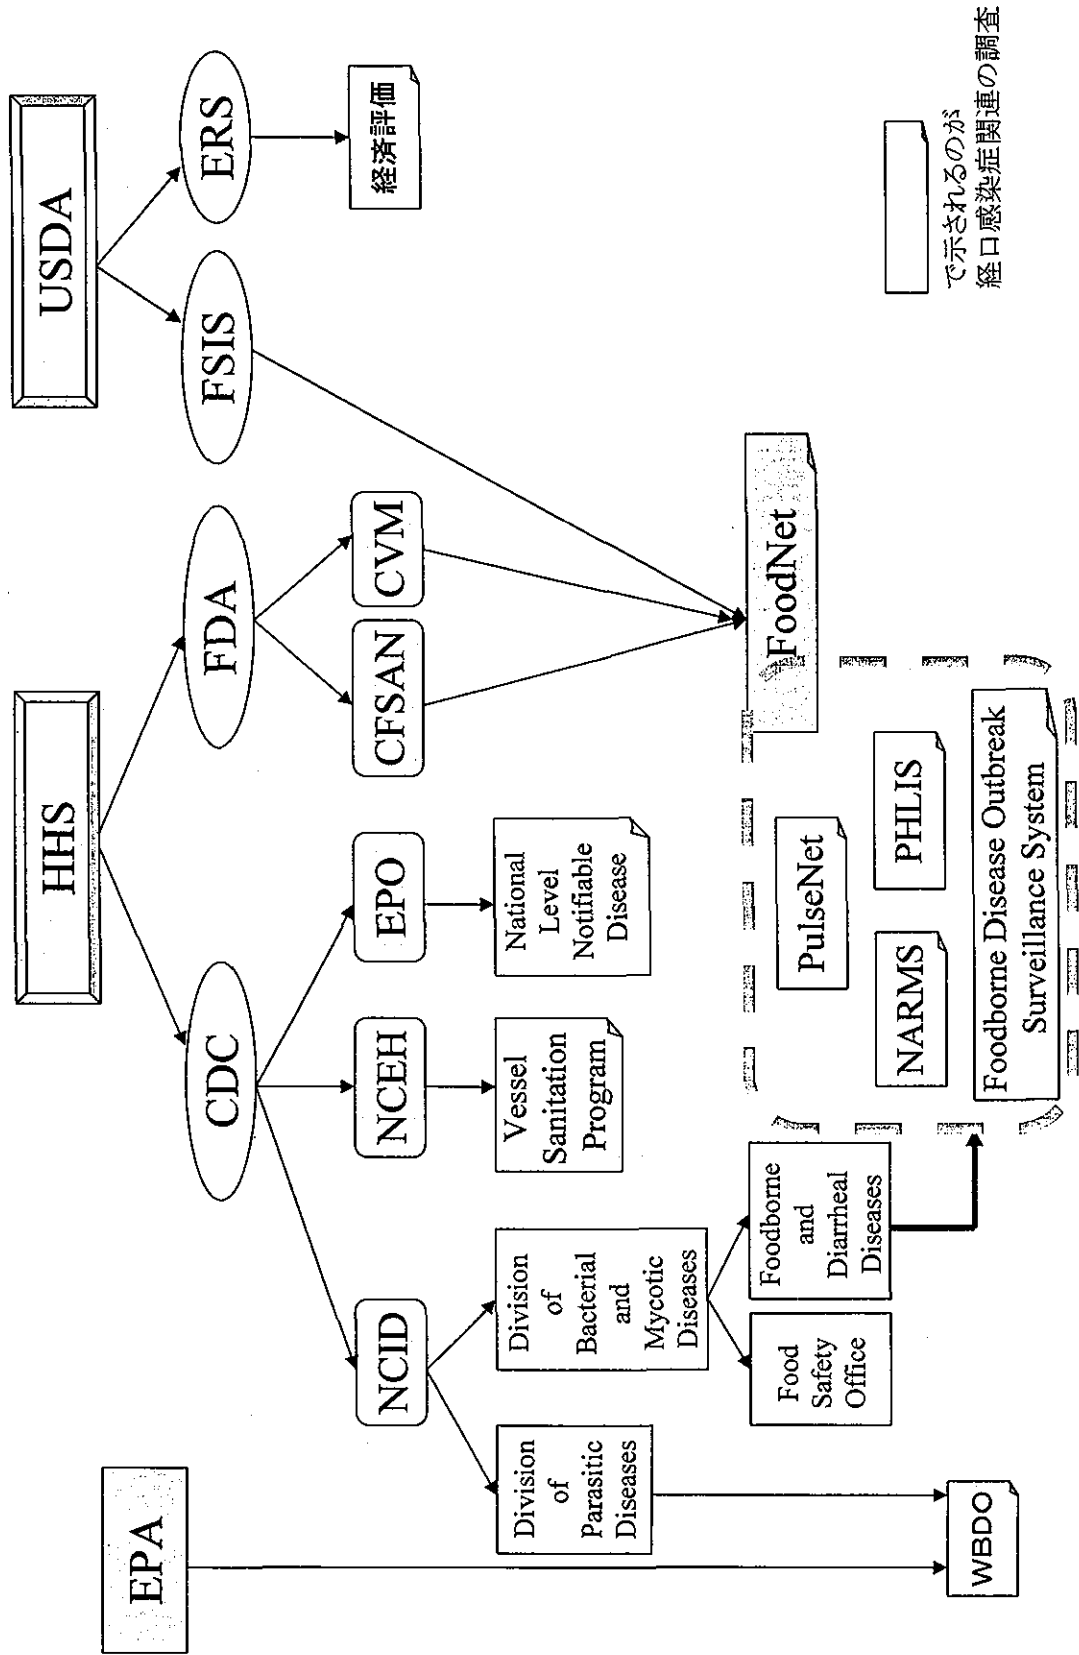 EPA
HHS
USDA
CDC
FDA
FSIS
ERS
NCID
NCEH
EPO
CFSAN
CVM
経済評価
Division
of
Parasitic
Diseases
Division
of
Bacterial
and
Mycotic
Diseases
Vessel
Sanitation
Program
National
Level
Notifiable
Disease
Food
Safety
Office
Foodborne
and
Diarrheal
Diseases
FoodNet
PulseNet
NARMS
PHLIS
Foodborne Disease Outbreak
Surveillance System
WBDO
で示されるのが
経口感染症関連の調査